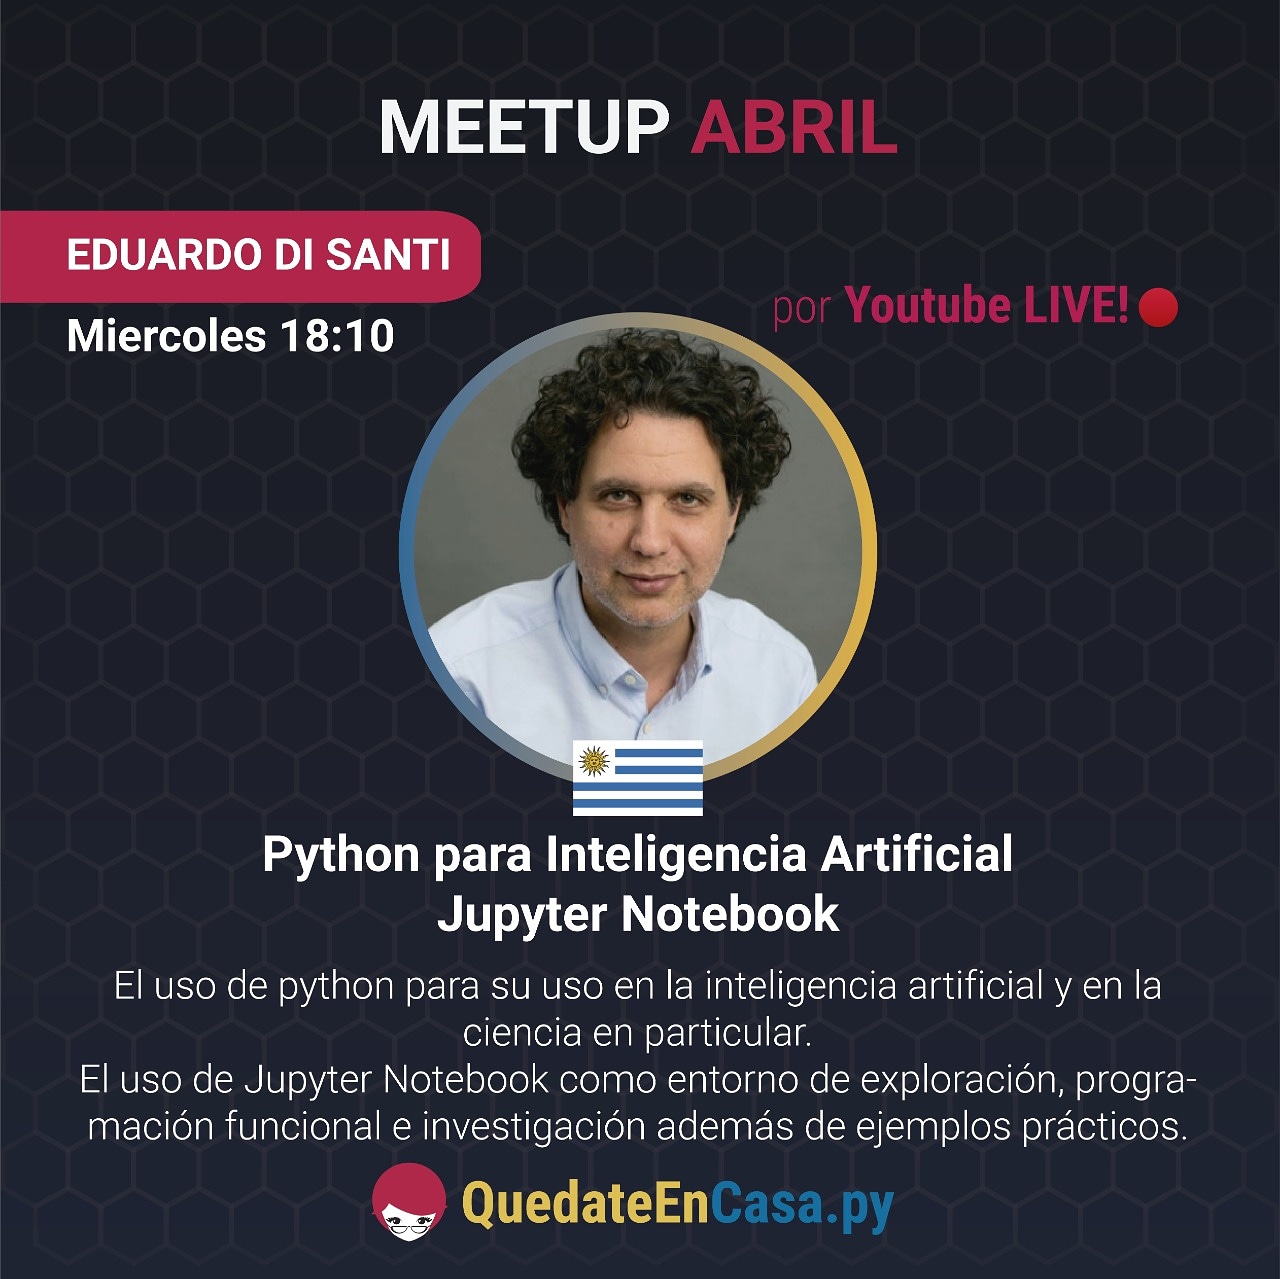 MEETUP ABRIL
EDUARDO DI SANTI
Miercoles 18:10
por Youtube LIVE!
Python para Inteligencia Artificial
Jupyter Notebook
El uso de python para su uso en la inteligencia artificial y en la
ciencia en particular.
El uso de Jupyter Notebook como entorno de exploración, progra-
mación funcional e investigación además de ejemplos prácticos.
QuedateEnCasa.py